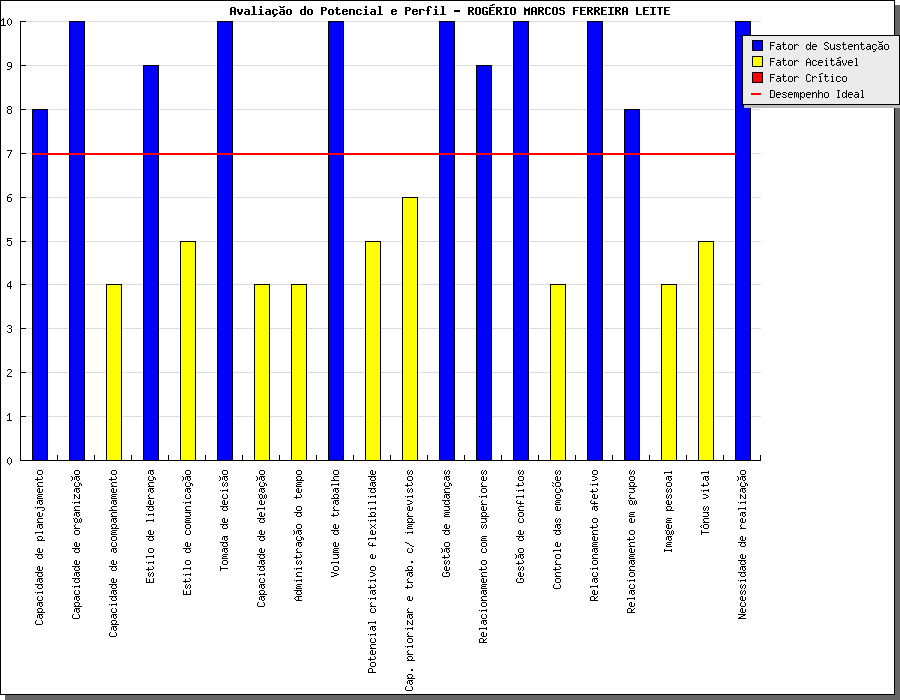 Avaliação do Potencial e Perfil - ROGÉRIO MARCOS FERREIRA LEITE
10
9
8
7
6
5
4
3
2
1
0
Fator de Sustentação
Fator Aceitável
Fator Crítico
Desempenho Ideal
Capacidade de planejamento
Capacidade de organização
Capacidade de acompanhamento
Estilo de liderança
Estilo de comunicação
Tomada de decisão
Capacidade de delegação
Administração do tempo
Volume de trabalho
Potencial criativo e flexibilidade
Cap. priorizar e trab. c/ imprevistos
Gestão de mudanças
Relacionamento com superiores
Gestão de conflitos
Controle das emoções
Relacionamento afetivo
Relacionamento em grupos
Imagem pessoal
Tônus vital
Necessidade de realização